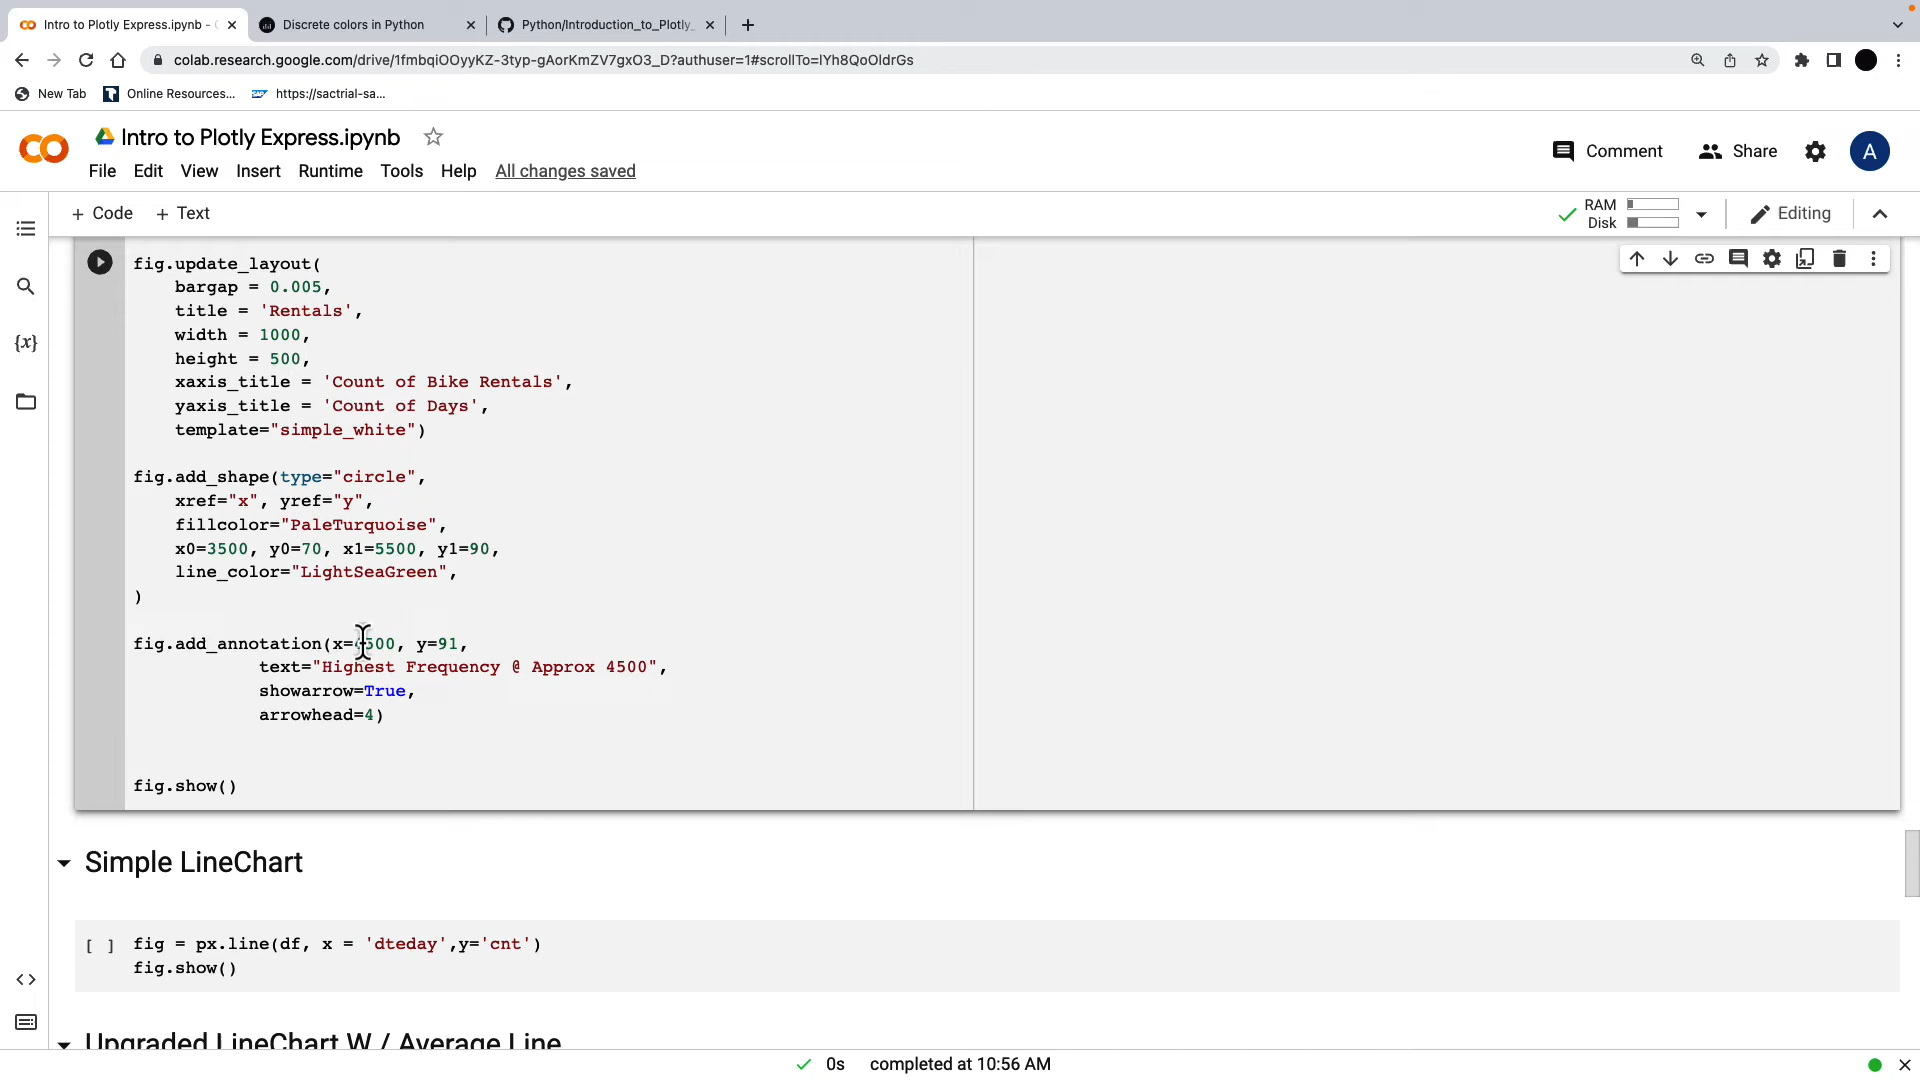 Intro to Plotly Express.ipynb -
Discrete colors in Python
Python/Introduction_to_Plotly_
colab.research.google.com/drive/1fmbqiOOyyKZ-3typ-gAorKmZV7gxO3_D?authuser=1#scrollTo=lYh8QoOldrGs
New Tab
Online Resources...
https://sactrial-sa...
Intro to Plotly Express.ipynb
Comment
Share
A
File Edit View Insert Runtime Tools Help All changes saved
+ Code + Text
RAM
Disk
Editing
fig.update_layout(
bargap = 0.005,
title = 'Rentals',
width = 1000,
height = 500,
xaxis_title = 'Count of Bike Rentals',
yaxis_title = 'Count of Days',
template="simple_white")
fig.add_shape(type="circle",
xref="x", yref="y",
fillcolor="PaleTurquoise",
x0=3500, y0=70, x1=5500, y1=90,
line_color="LightSeaGreen",
)
fig.add_annotation(x=4500, y=91,
text="Highest Frequency @ Approx 4500",
showarrow=True,
arrowhead=4)
fig.show()
Simple LineChart
[ ] fig = px.line(df, x = 'dteday',y='cnt')
fig.show()
Upgraded LineChart W / Average Line
0s completed at 10:56 AM